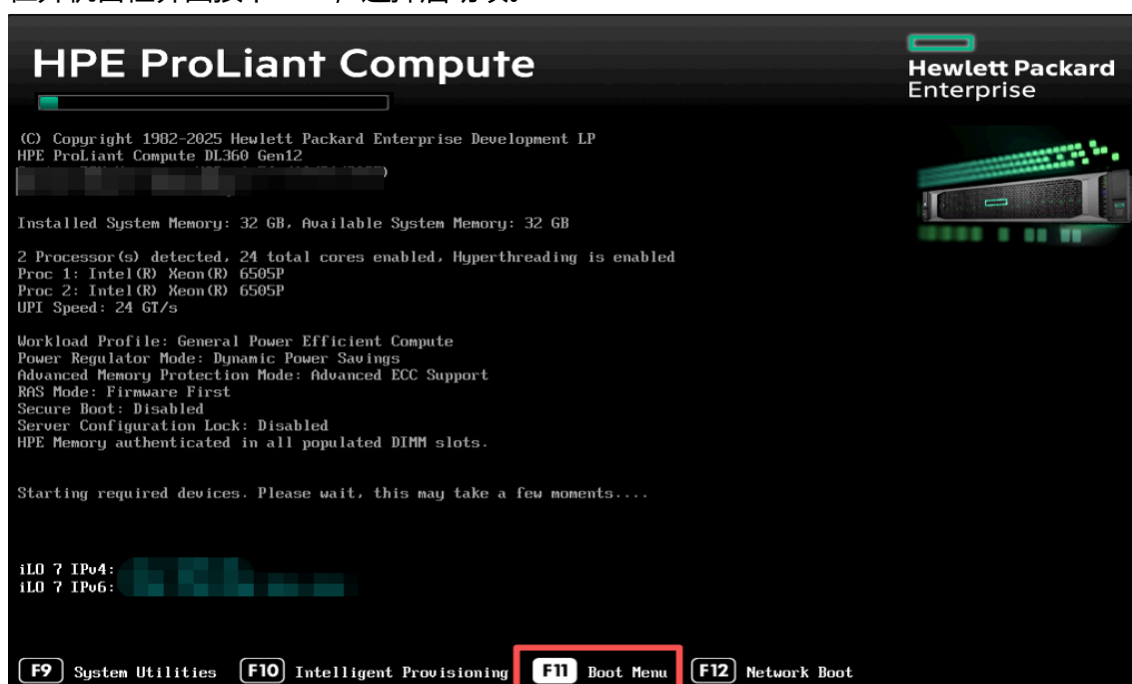 HPE ProLiant Compute
Hewlett Packard
Enterprise
(C) Copyright 1982-2025 Hewlett Packard Enterprise Development LP
HPE ProLiant Compute DL360 Gen12
Installed System Memory: 32 GB, Available System Memory: 32 GB
2 Processor(s) detected, 24 total cores enabled, Hyperthreading is enabled
Proc 1: Intel(R) Xeon(R) 6505P
Proc 2: Intel(R) Xeon(R) 6505P
UPI Speed: 24 GT/s
Workload Profile: General Power Efficient Compute
Power Regulator Mode: Dynamic Power Savings
Advanced Memory Protection Mode: Advanced ECC Support
RAS Mode: Firmware First
Secure Boot: Disabled
Server Configuration Lock: Disabled
HPE Memory authenticated in all populated DIMM slots.
Starting required devices. Please wait, this may take a few moments....
iLO 7 IPv4:
iLO 7 IPv6:
F9 System Utilities F10 Intelligent Provisioning F11 Boot Menu F12 Network Boot